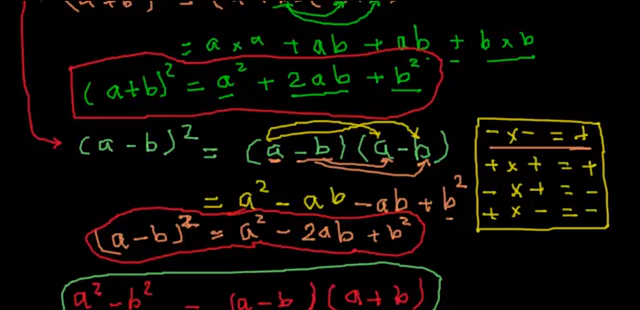 = a × a + ab + ab + b × b
(a+b)² = a² + 2ab + b²
(a-b)² = (a - b)(a - b)
= a² - ab - ab + b²
(a-b)² = a² - 2ab + b²
a² - b² = (a-b)(a+b)
- × - = +
+ × + = +
- × + = -
+ × - = -